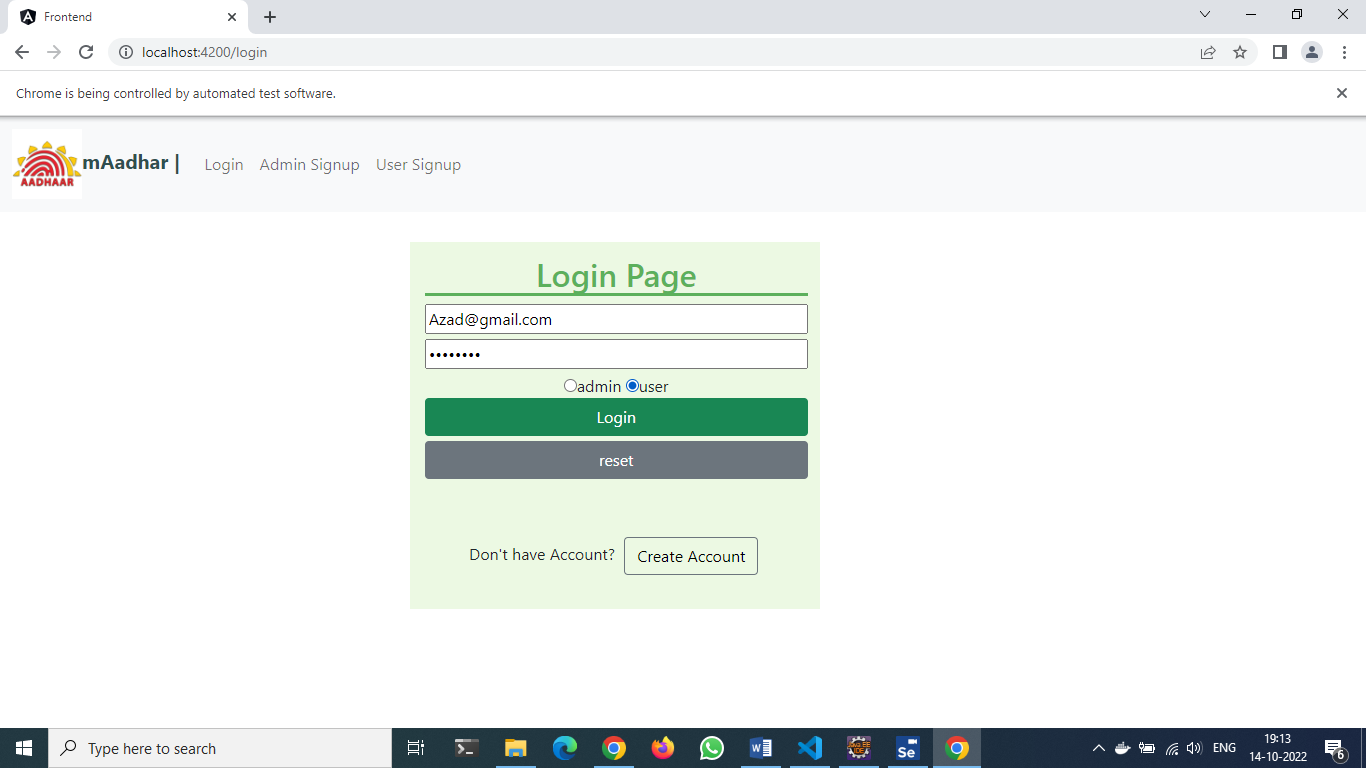 Frontend
localhost:4200/login
Chrome is being controlled by automated test software.
AADHAAR
mAadhar | Login Admin Signup User Signup
Login Page
Azad@gmail.com
••••••••
admin user
Login
reset
Don't have Account? Create Account
Type here to search
Se
ENG
19:13
14-10-2022
6